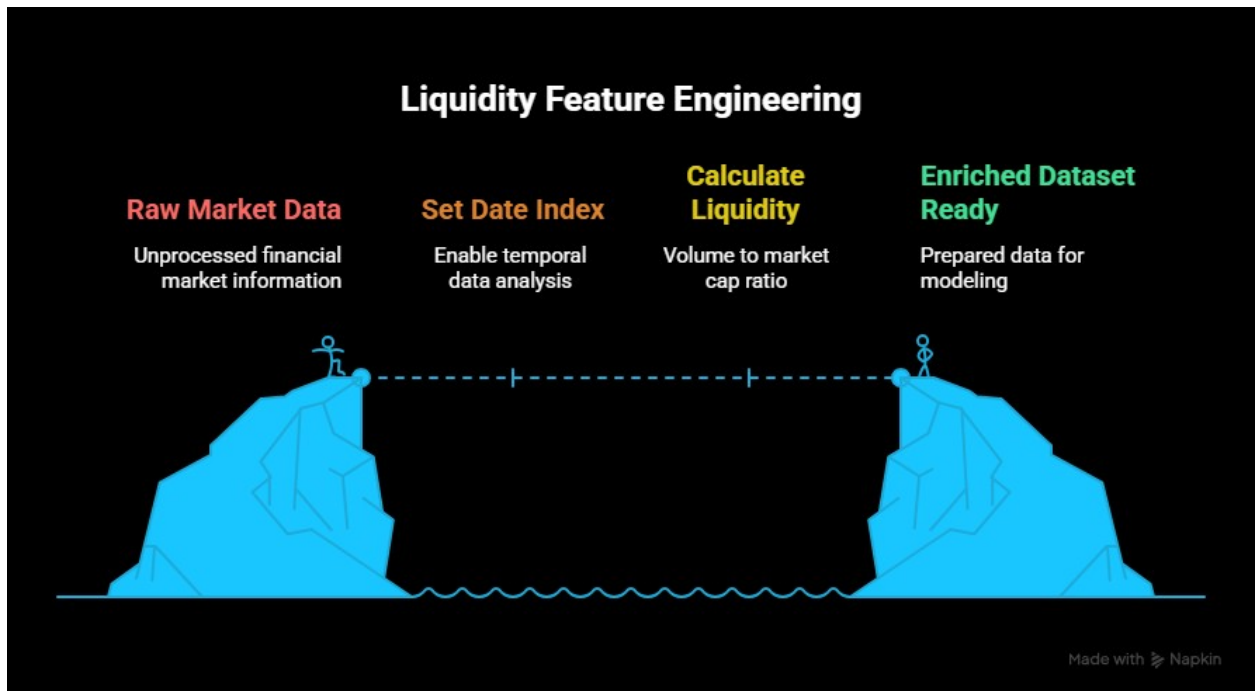 Liquidity Feature Engineering
Raw Market Data
Unprocessed financial
market information
Set Date Index
Enable temporal
data analysis
Calculate
Liquidity
Volume to market
cap ratio
Enriched Dataset
Ready
Prepared data for
modeling
Made with Napkin